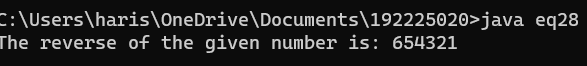 C:\Users\haris\OneDrive\Documents\192225020>java eq28
The reverse of the given number is: 654321